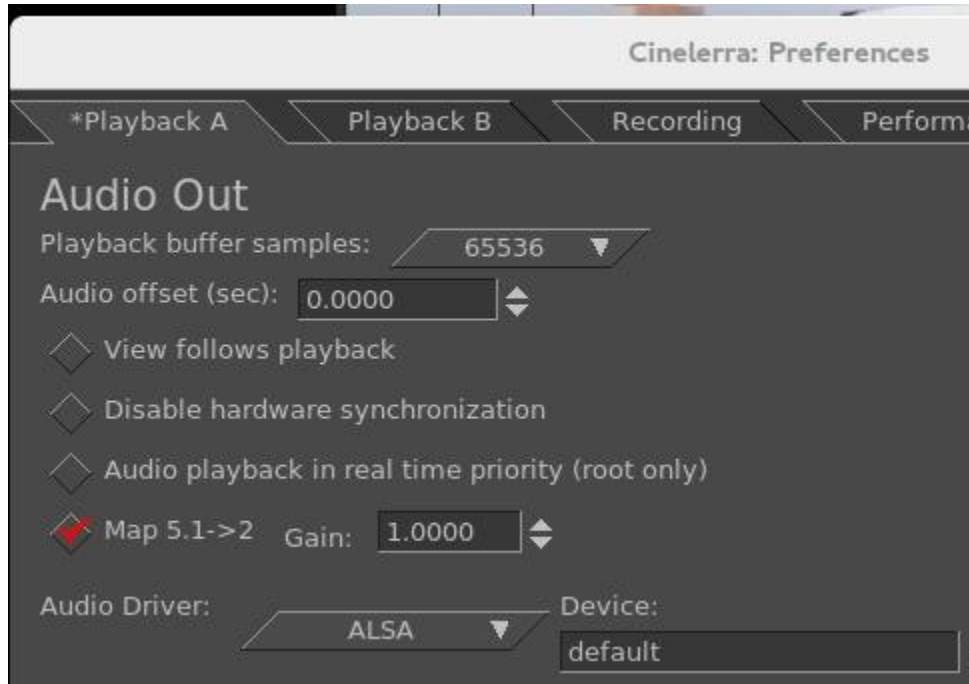 Cinelerra: Preferences
*Playback A Playback B Recording Perform
Audio Out
Playback buffer samples: 65536
Audio offset (sec): 0.0000
View follows playback
Disable hardware synchronization
Audio playback in real time priority (root only)
Map 5.1->2 Gain: 1.0000
Audio Driver: ALSA Device:
default